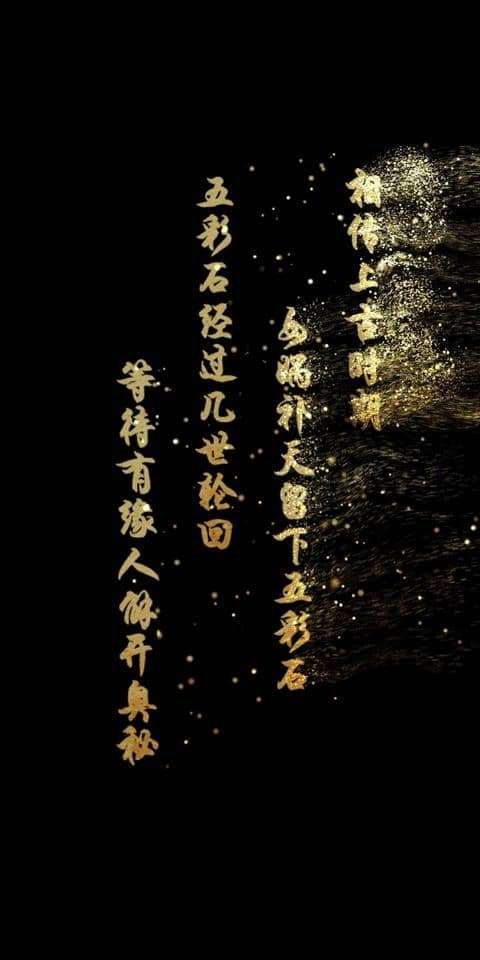 相传上古时期
女娲补天留下五彩石
五彩石经过几世轮回
等待有缘人解开奥秘